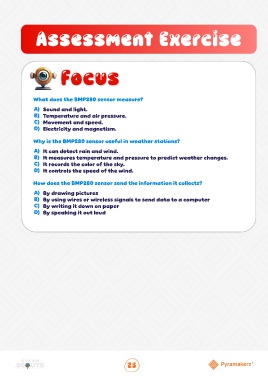 Assessment Exercise
Focus
What does the BMP280 sensor measure?
A) Sound and light.
B) Temperature and air pressure.
C) Movement and speed.
D) Electricity and magnetism.
Why is the BMP280 sensor useful in weather stations?
A) It can detect rain and wind.
B) It measures temperature and pressure to predict weather changes.
C) It records the color of the sky.
D) It controls the speed of the wind.
How does the BMP280 sensor send the information it collects?
A) By drawing pictures
B) By using wires or wireless signals to send data to a computer
C) By writing it down on paper
D) By speaking it out loud
25
Pyramakers